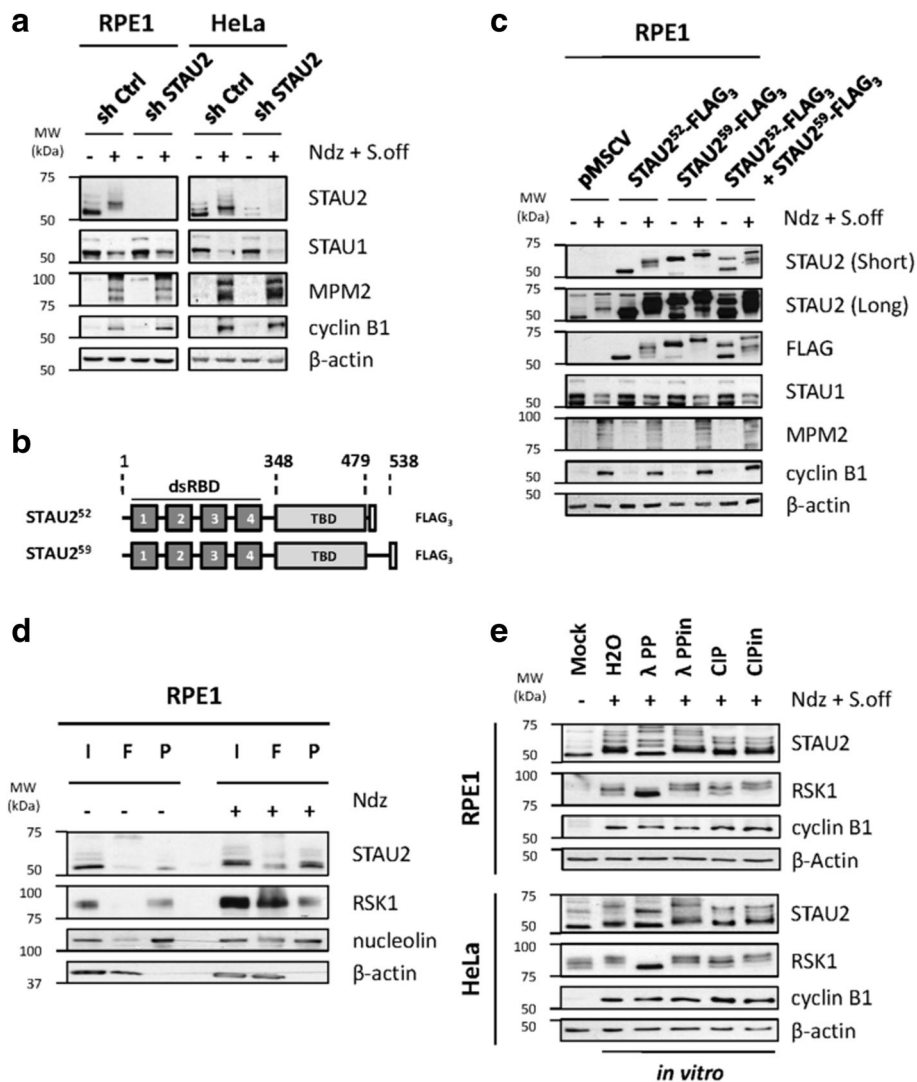 a
RPE1 HeLa
sh Ctrl sh STAU2 sh Ctrl sh STAU2
MW (kDa)
- + - + - + - + Ndz + S.off
75
50
STAU2
50
STAU1
100
75
MPM2
50
cyclin B1
50
β-actin
b
1 348 479 538
dsRBD
STAU2⁵² 1 2 3 4 TBD FLAG₃
STAU2⁵⁹ 1 2 3 4 TBD FLAG₃
c
RPE1
pMSCV
STAU2⁵²-FLAG₃
STAU2⁵⁹-FLAG₃
STAU2⁵²-FLAG₃
+ STAU2⁵⁹-FLAG₃
MW (kDa)
- + - + - + - + Ndz + S.off
75
50
STAU2 (Short)
75
50
STAU2 (Long)
75
50
FLAG
50
STAU1
100
75
MPM2
50
cyclin B1
50
β-actin
d
RPE1
I F P I F P
MW (kDa)
- - - + + + Ndz
75
50
STAU2
100
75
RSK1
100
nucleolin
37
β-actin
e
Mock H2O λ PP λ PPin CIP CIPin
MW (kDa)
- + + + + + Ndz + S.off
RPE1
75
50
STAU2
100
75
RSK1
50
cyclin B1
50
β-Actin
HeLa
75
50
STAU2
100
75
RSK1
50
cyclin B1
50
β-actin
in vitro